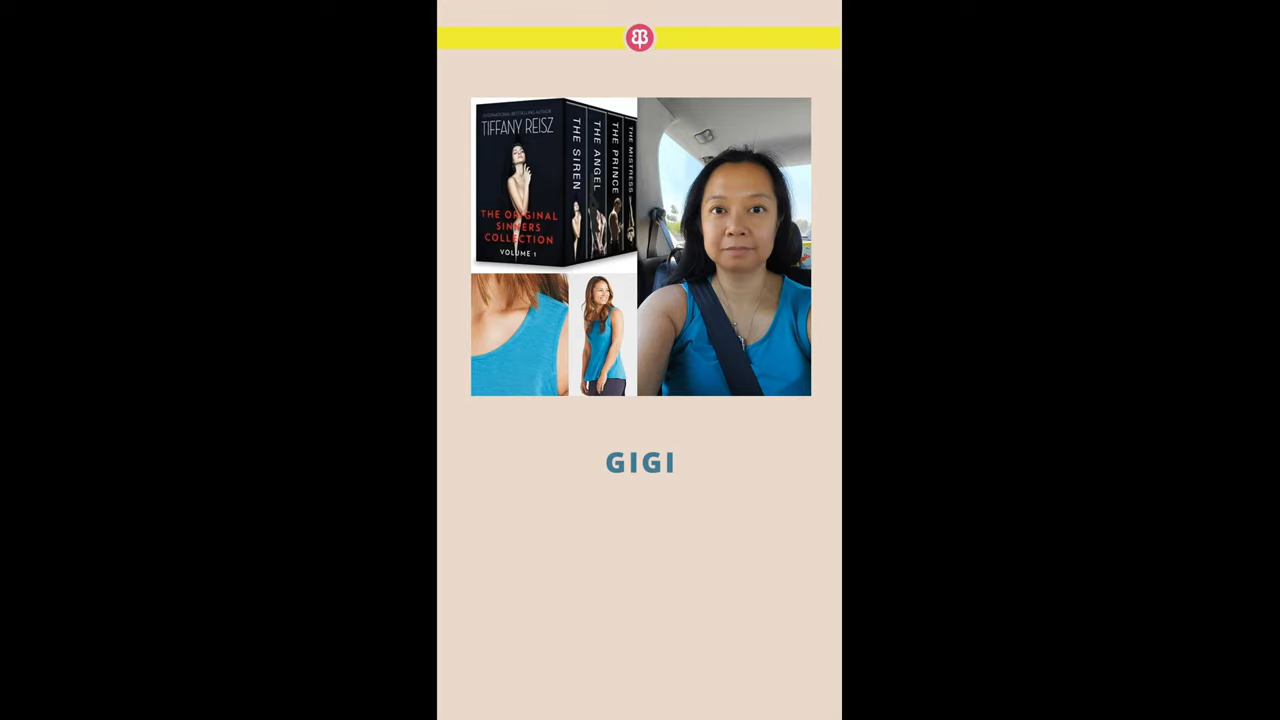 INTERNATIONAL BESTSELLING AUTHOR
TIFFANY REISZ
THE ORIGINAL
SINNERS
COLLECTION
VOLUME 1
THE SIREN
THE ANGEL
THE PRINCE
THE MISTRESS
GIGI